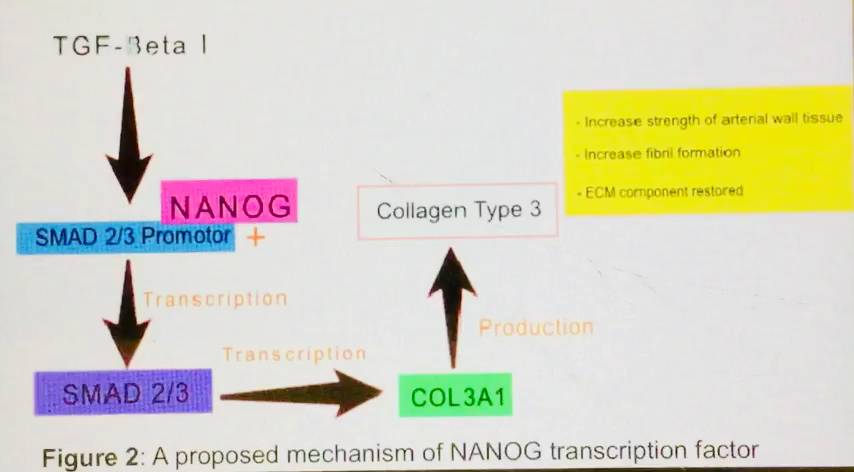 TGF-Beta I
NANOG
SMAD 2/3 Promotor +
Transcription
SMAD 2/3
Transcription
COL3A1
Production
Collagen Type 3
- Increase strength of arterial wall tissue
- Increase fibril formation
- ECM component restored
Figure 2: A proposed mechanism of NANOG transcription factor